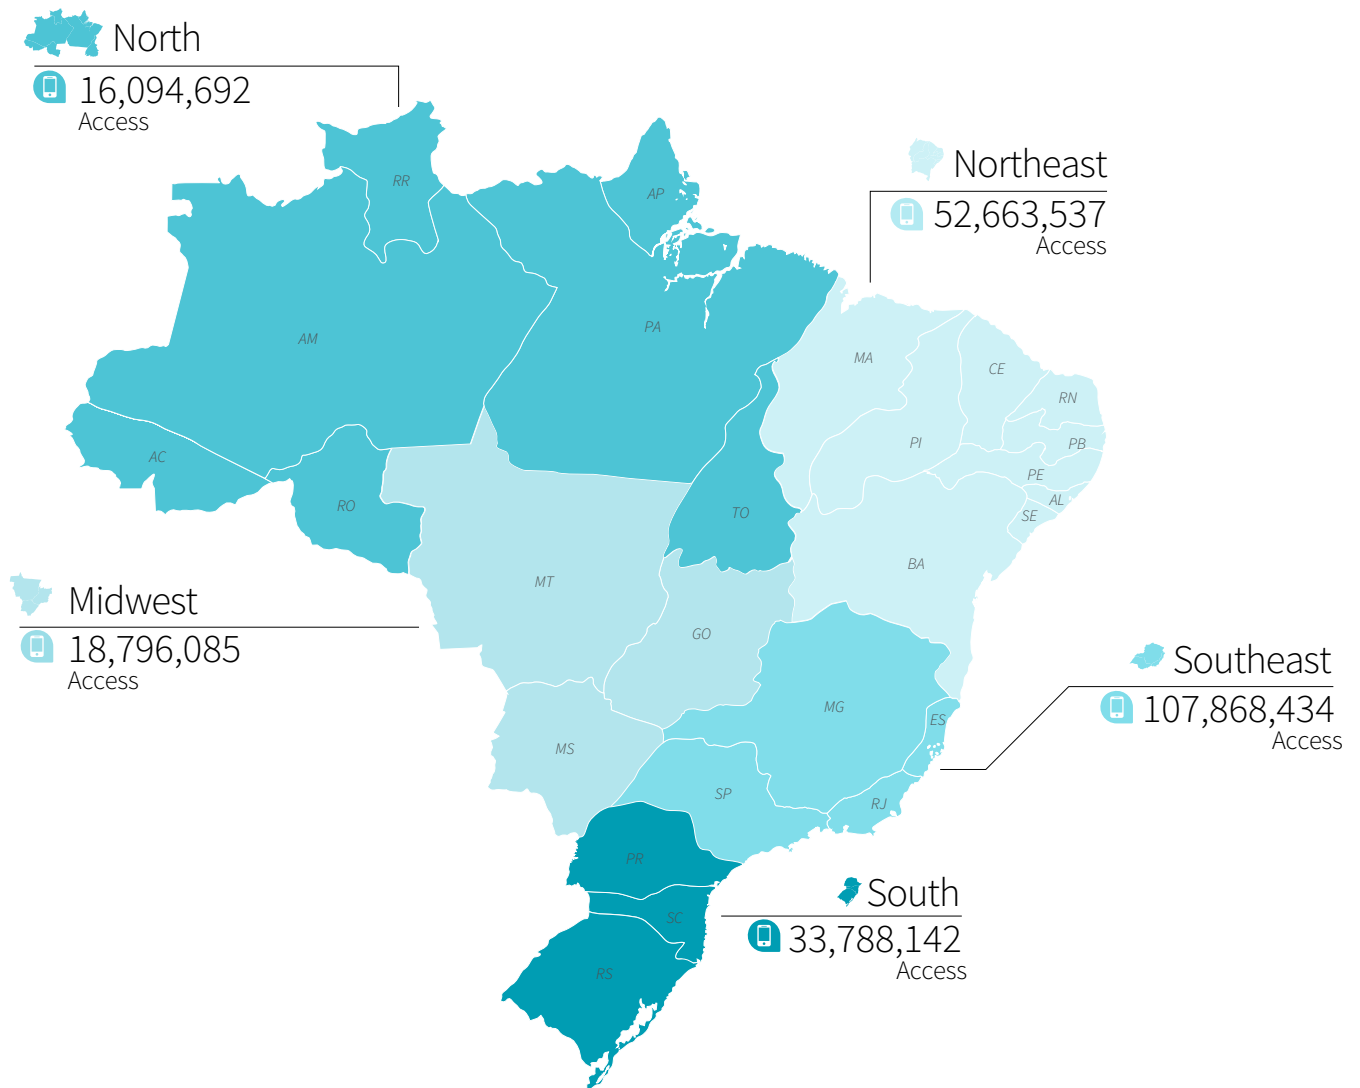 North
16,094,692
Access
Northeast
52,663,537
Access
RR
AP
AM
PA
MA
CE
RN
PI
PB
PE
AL
SE
AC
RO
TO
BA
MT
GO
Midwest
18,796,085
Access
Southeast
107,868,434
Access
MG
ES
MS
SP
RJ
PR
SC
RS
South
33,788,142
Access